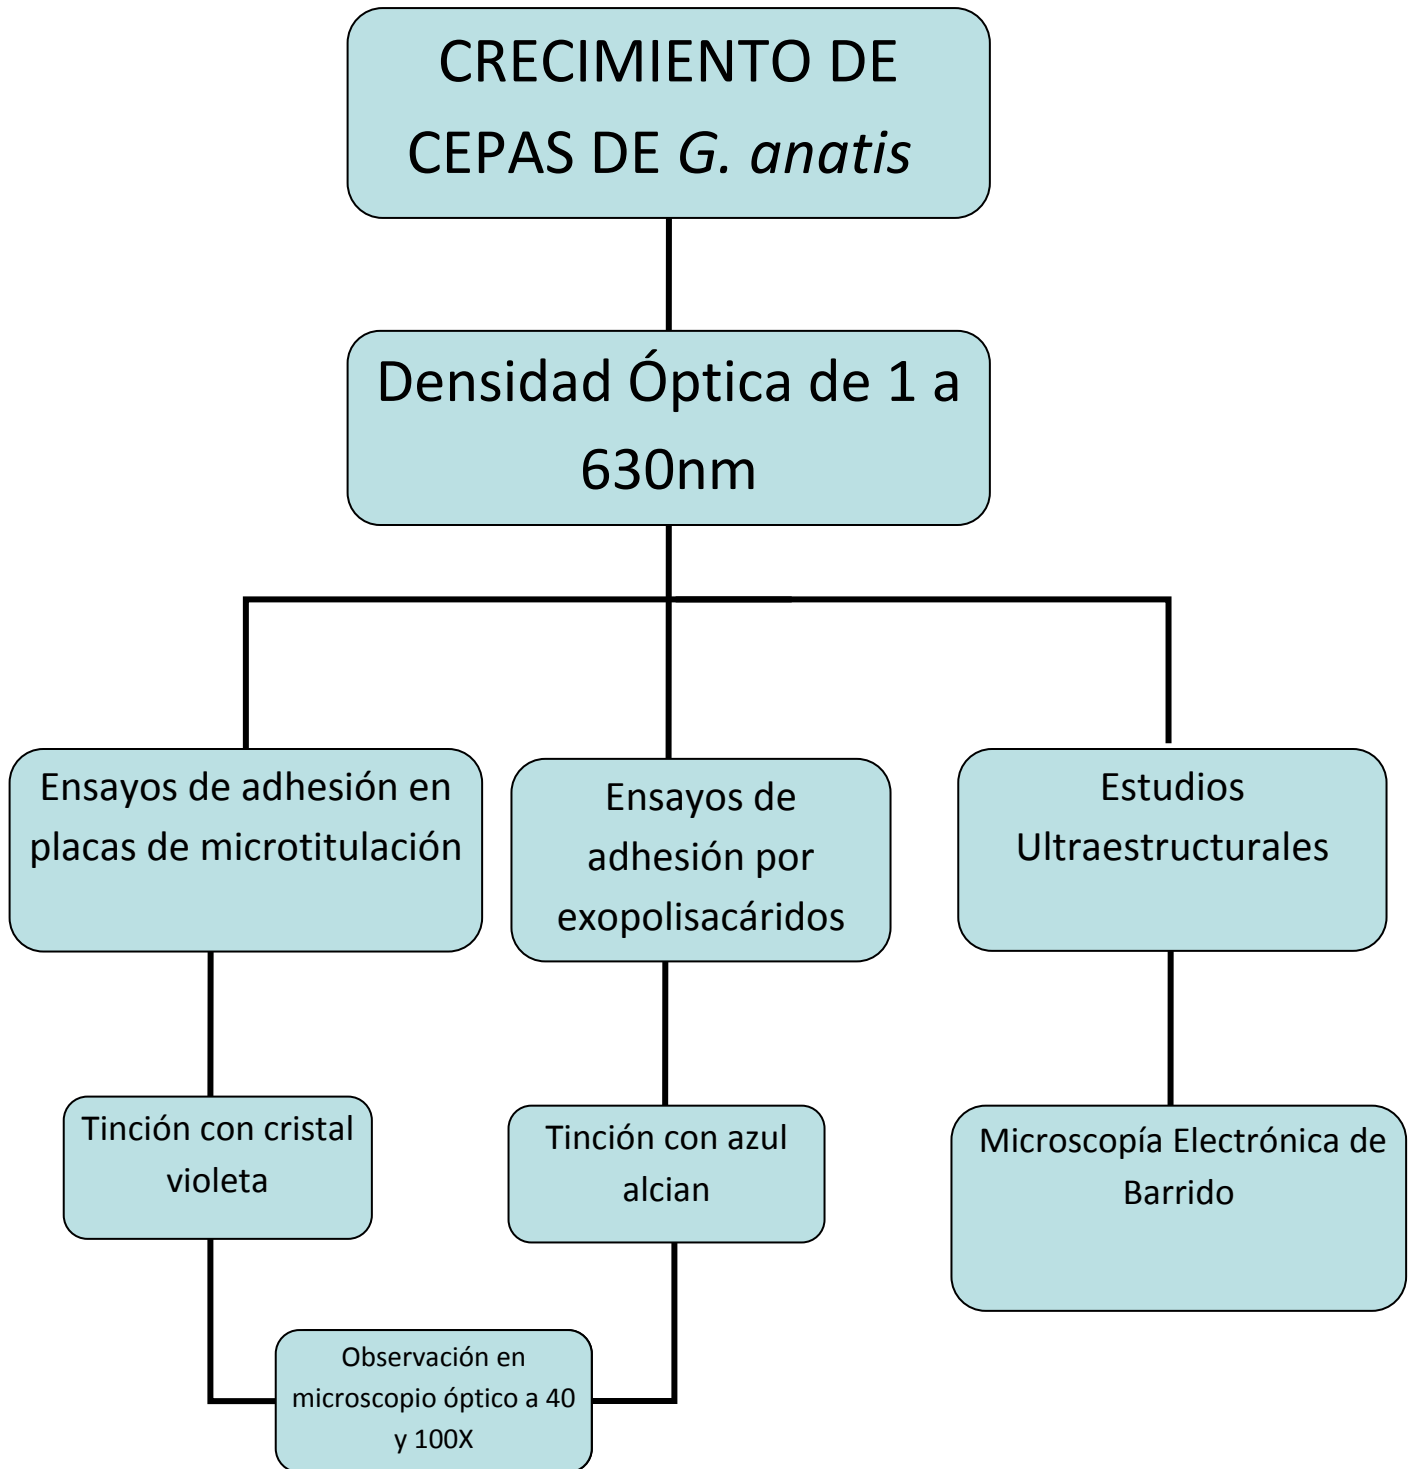 CRECIMIENTO DE
CEPAS DE G. anatis
Densidad Óptica de 1 a
630nm
Ensayos de adhesión en
placas de microtitulación
Ensayos de
adhesión por
exopolisacáridos
Estudios
Ultraestructurales
Tinción con cristal
violeta
Tinción con azul
alcian
Microscopía Electrónica de
Barrido
Observación en
microscopio óptico a 40
y 100X